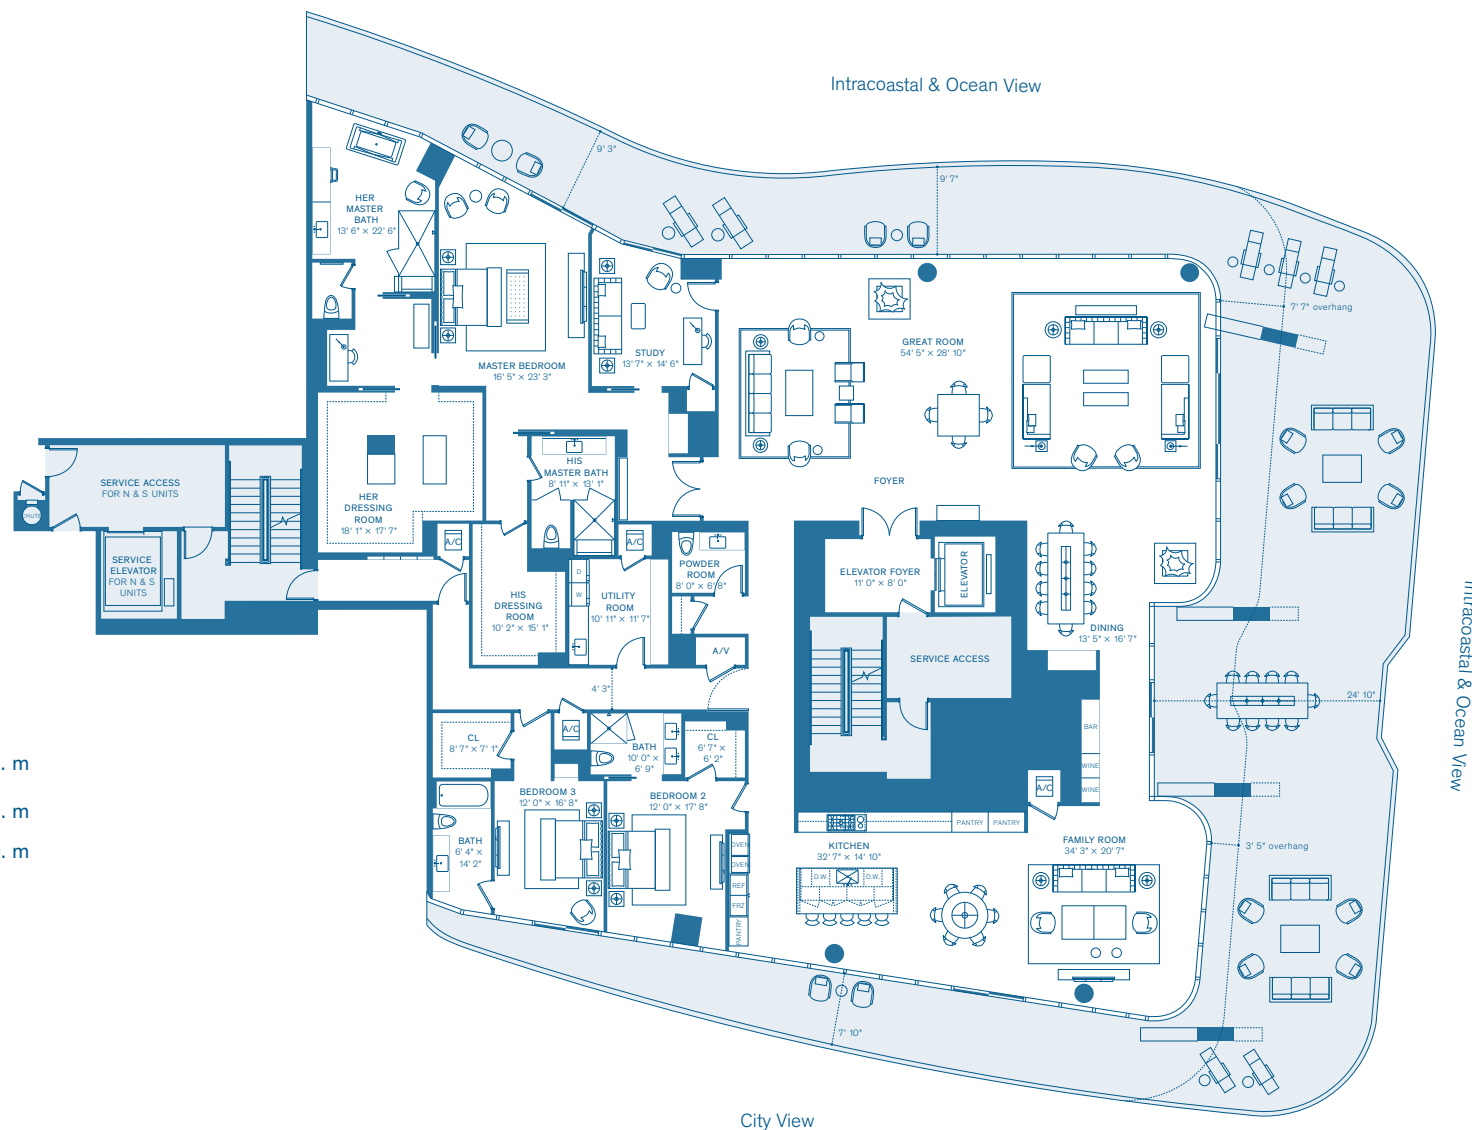 Intracoastal & Ocean View
9' 3"
9' 7"
HER
MASTER
BATH
13' 6" × 22' 6"
7' 7" overhang
GREAT ROOM
54' 5" × 28' 10"
STUDY
13' 7" × 14' 6"
MASTER BEDROOM
16' 5" × 23' 3"
HIS
MASTER BATH
8' 11" × 13' 1"
SERVICE ACCESS
FOR N & S UNITS
FOYER
HER
DRESSING
ROOM
18' 1" × 17' 7"
CHUTE
A/C
A/C
SERVICE
ELEVATOR
FOR N & S
UNITS
POWDER
ROOM
8' 0" × 6' 8"
ELEVATOR FOYER
11' 0" × 8' 0"
ELEVATOR
D
W
HIS
DRESSING
ROOM
10' 2" × 15' 1"
UTILITY
ROOM
10' 11" × 11' 7"
DINING
13' 5" × 16' 7"
A/V
SERVICE ACCESS
4' 3"
24' 10"
Intracoastal & Ocean View
CL
8' 7" × 7' 1"
A/C
BATH
10' 0" ×
6' 9"
CL
6' 7" ×
6' 2"
BAR
WINE
WINE
A/C
. m
. m
. m
BEDROOM 3
12' 0" × 16' 8"
BEDROOM 2
12' 0" × 17' 8"
PANTRY
PANTRY
BATH
6' 4" ×
14' 2"
OVEN
OVEN
REF
FRZ
PANTRY
KITCHEN
32' 7" × 14' 10"
D.W.
D.W.
FAMILY ROOM
34' 3" × 20' 7"
3' 5" overhang
7' 10"
City View